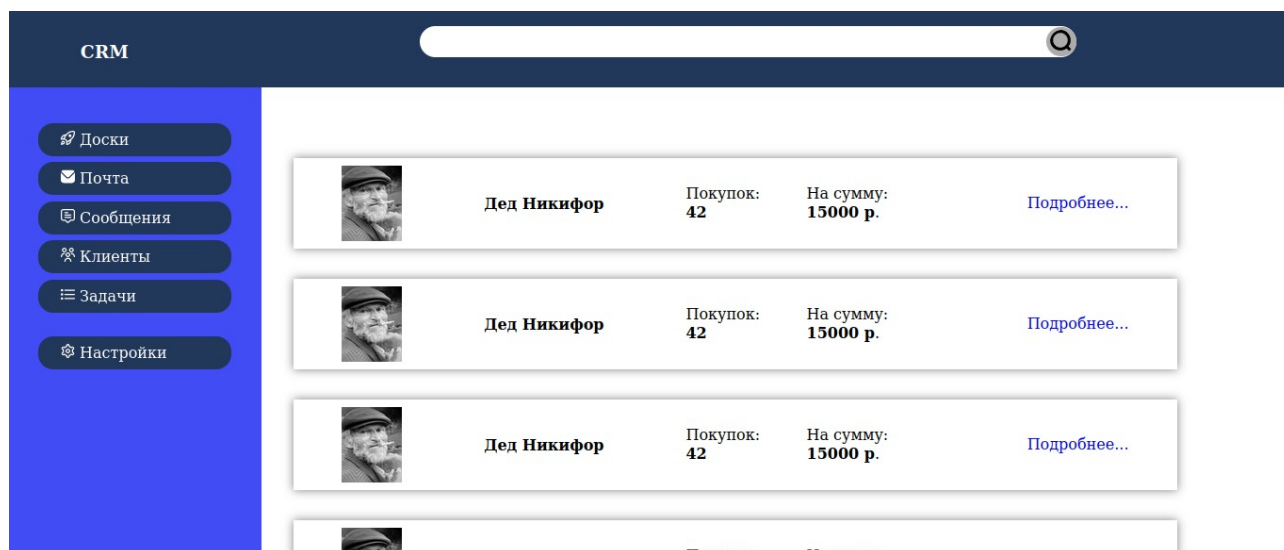 CRM
Доски
Почта
Сообщения
Клиенты
Задачи
Настройки
Дед Никифор
Покупок:
42
На сумму:
15000 р.
Подробнее...
Дед Никифор
Покупок:
42
На сумму:
15000 р.
Подробнее...
Дед Никифор
Покупок:
42
На сумму:
15000 р.
Подробнее...